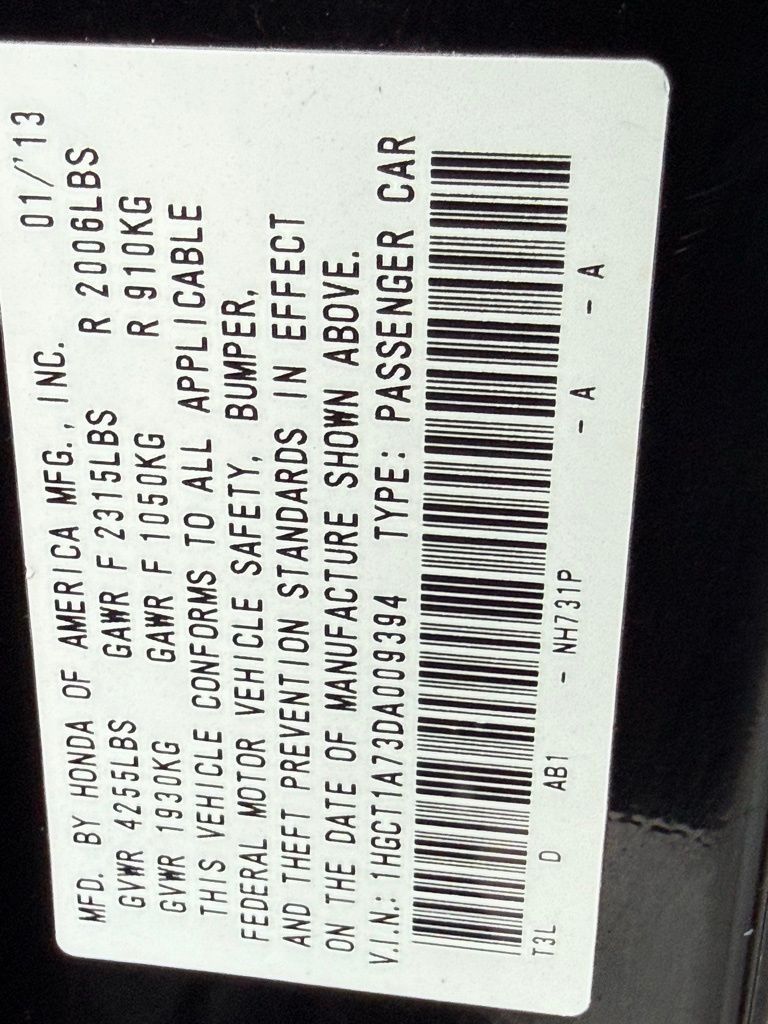 MFD. BY HONDA OF AMERICA MFG., INC. 01/'13
GVWR 4255LBS GAWR F 2315LBS R 2006LBS
GVWR 1930KG GAWR F 1050KG R 910KG
THIS VEHICLE CONFORMS TO ALL APPLICABLE
FEDERAL MOTOR VEHICLE SAFETY, BUMPER,
AND THEFT PREVENTION STANDARDS IN EFFECT
ON THE DATE OF MANUFACTURE SHOWN ABOVE.
V.I.N.: 1HGCT1A73DA009394 TYPE: PASSENGER CAR
T3L D AB1 - NH731P - A - A